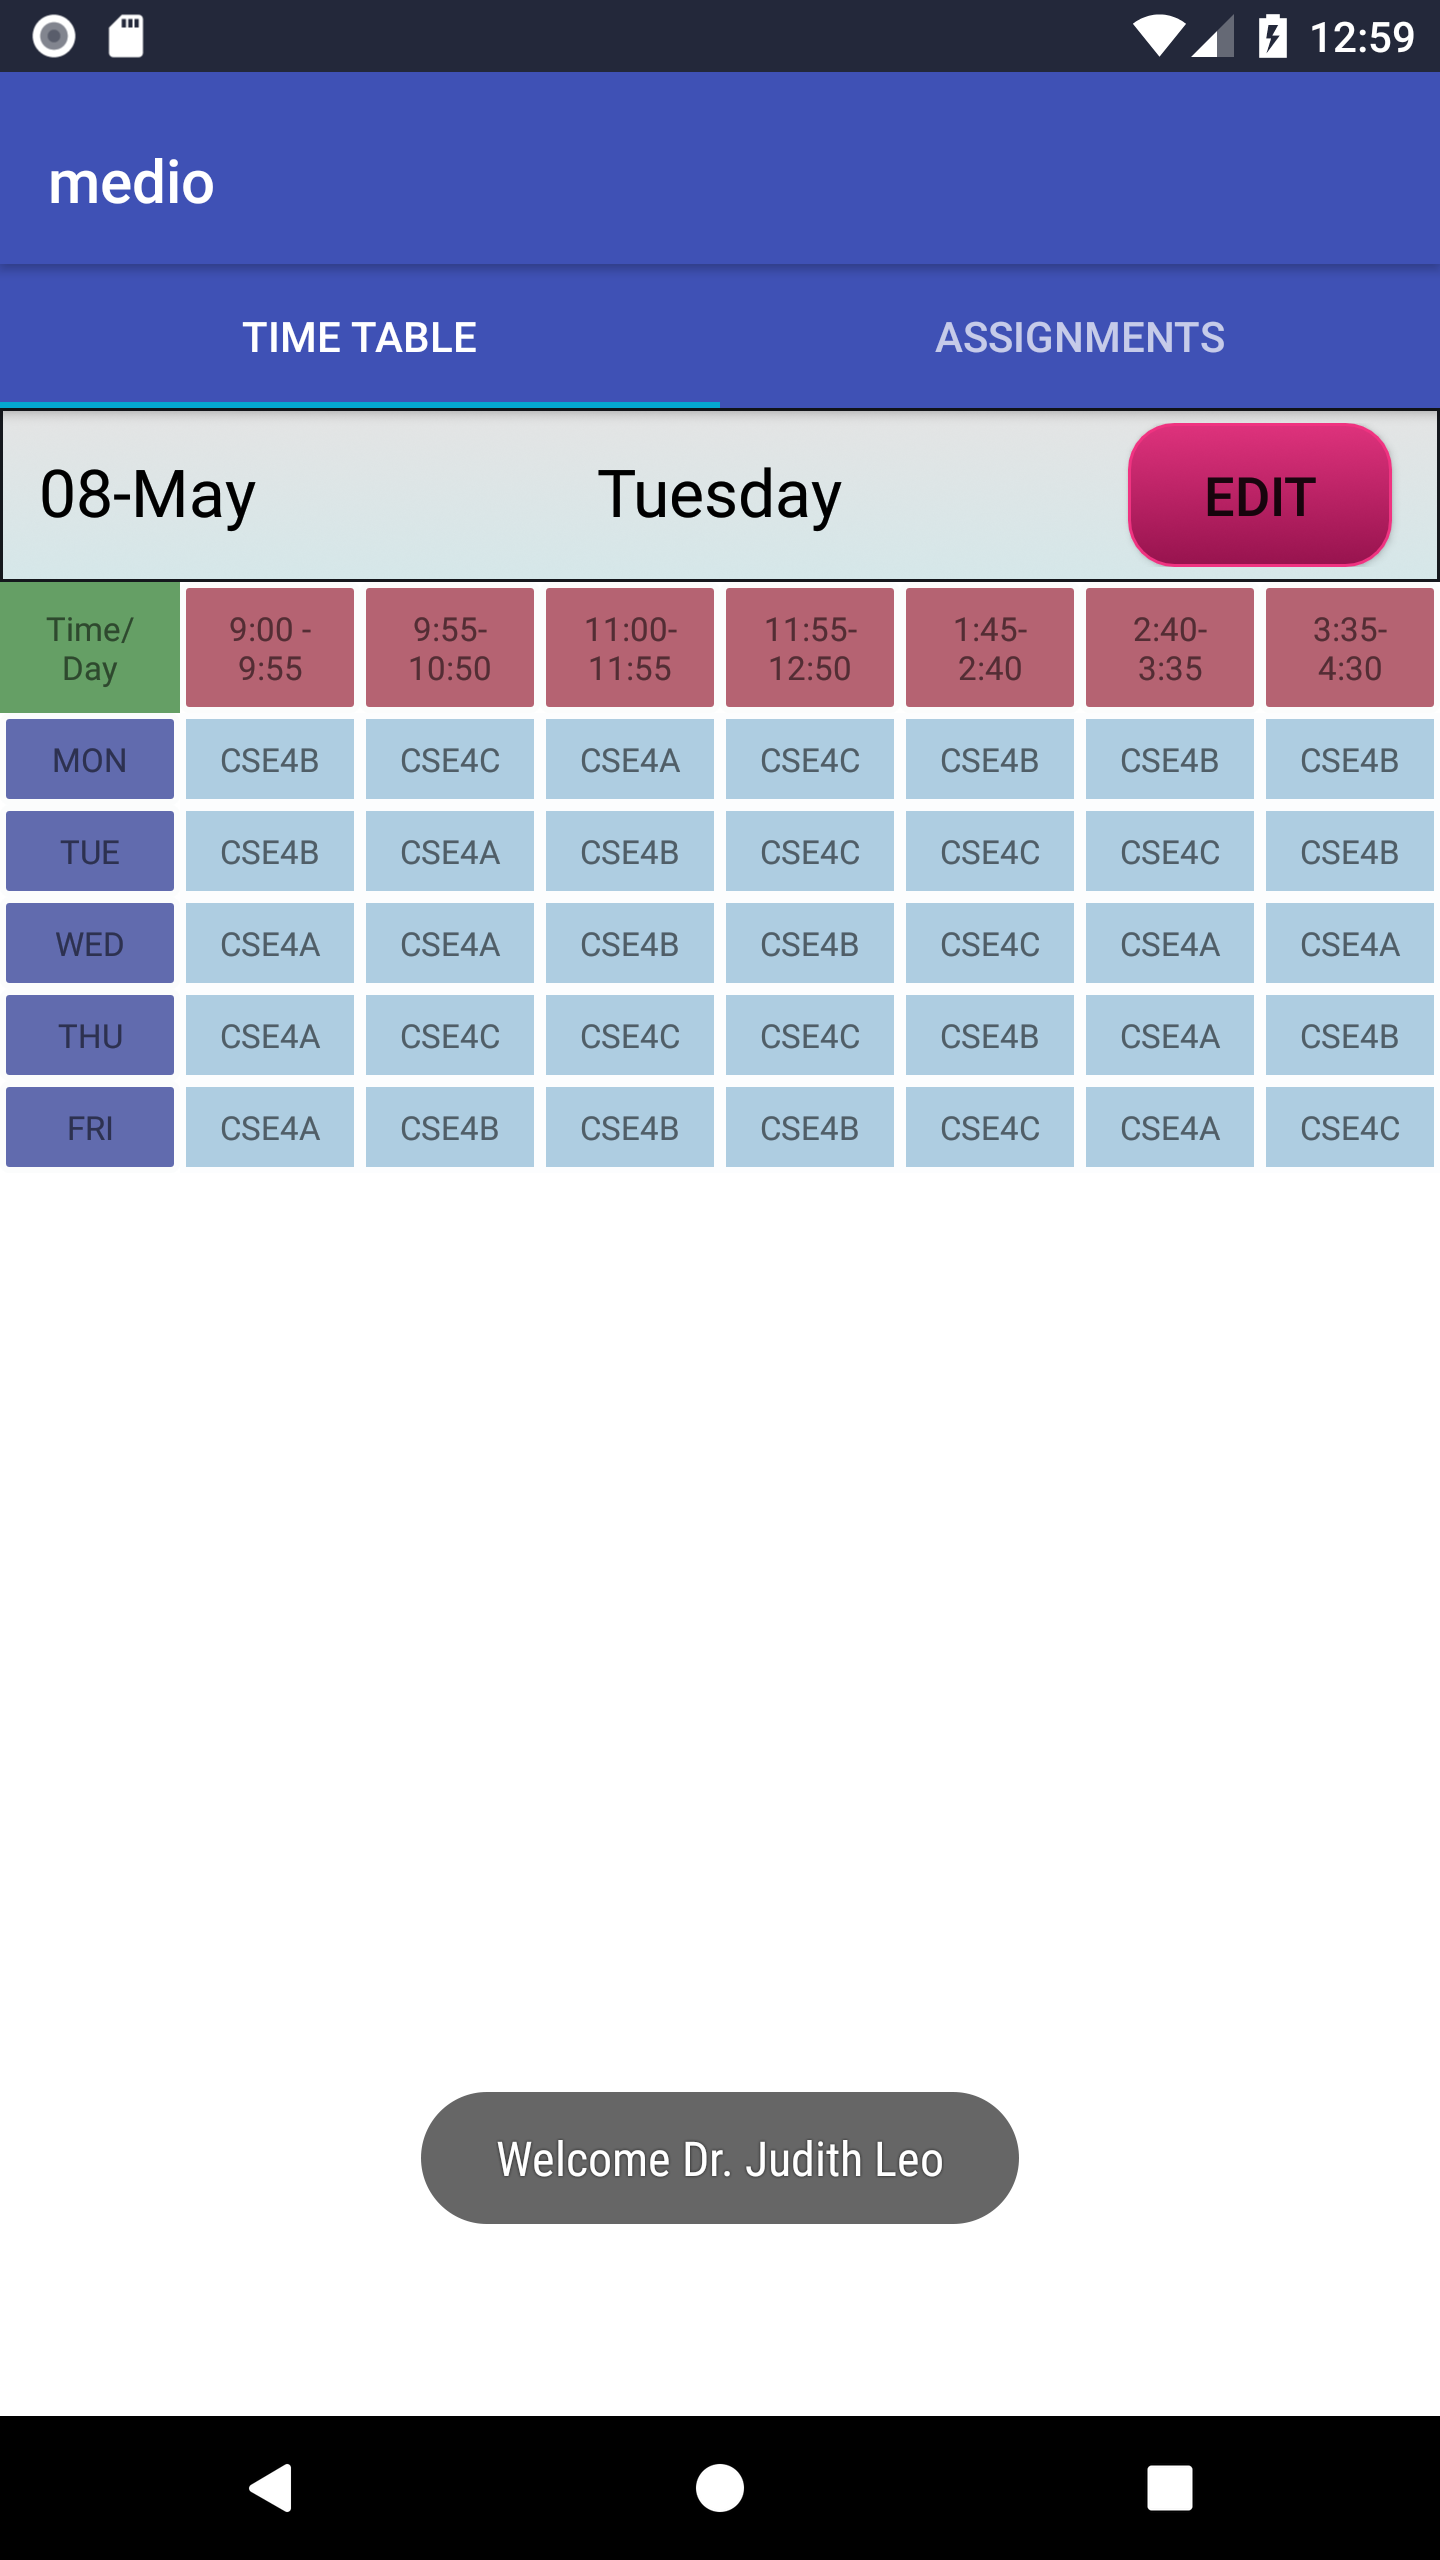 12:59
medio
TIME TABLE ASSIGNMENTS
08-May Tuesday EDIT
Time/ 9:00 - 9:55- 11:00- 11:55- 1:45- 2:40- 3:35-
Day 9:55 10:50 11:55 12:50 2:40 3:35 4:30
MON CSE4B CSE4C CSE4A CSE4C CSE4B CSE4B CSE4B
TUE CSE4B CSE4A CSE4B CSE4C CSE4C CSE4C CSE4B
WED CSE4A CSE4A CSE4B CSE4B CSE4C CSE4A CSE4A
THU CSE4A CSE4C CSE4C CSE4C CSE4B CSE4A CSE4B
FRI CSE4A CSE4B CSE4B CSE4B CSE4C CSE4A CSE4C
Welcome Dr. Judith Leo